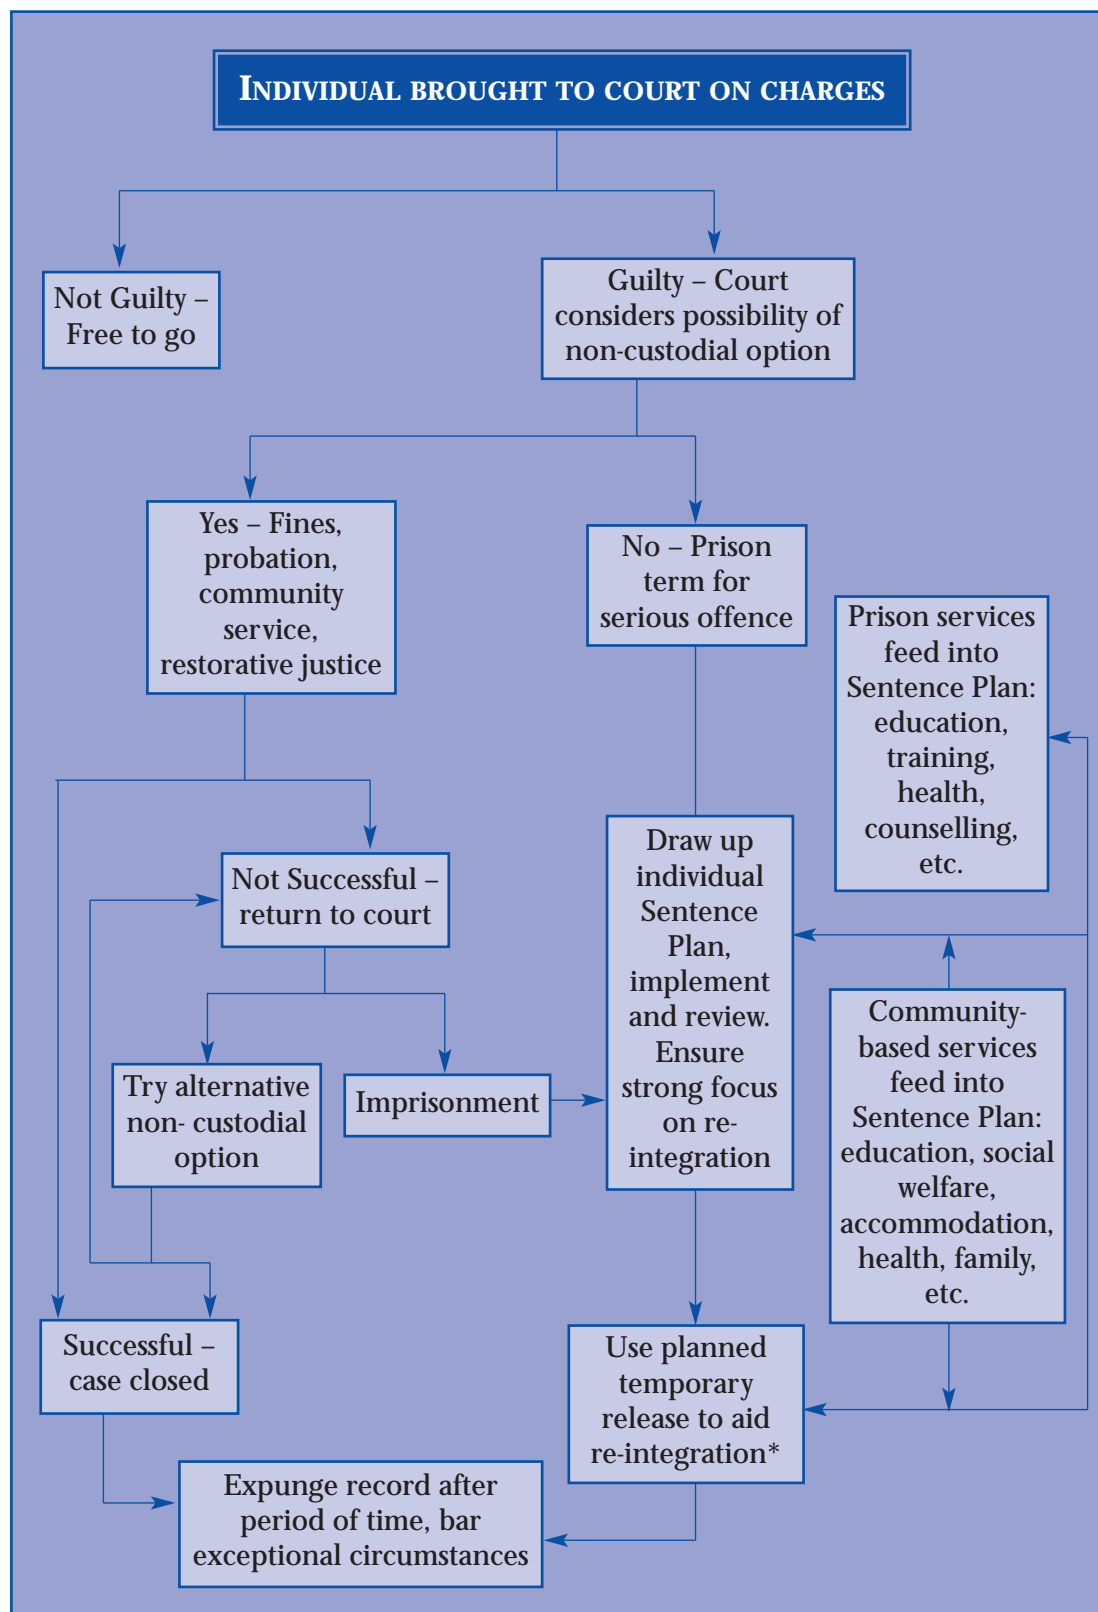 INDIVIDUAL BROUGHT TO COURT ON CHARGES
Not Guilty –
Free to go
Guilty – Court
considers possibility of
non-custodial option
Yes – Fines,
probation,
community
service,
restorative justice
No – Prison
term for
serious offence
Prison services
feed into
Sentence Plan:
education,
training,
health,
counselling,
etc.
Not Successful –
return to court
Draw up
individual
Sentence
Plan,
implement
and review.
Ensure
strong focus
on re-
integration
Community-
based services
feed into
Sentence Plan:
education, social
welfare,
accommodation,
health, family,
etc.
Try alternative
non- custodial
option
Imprisonment
Successful –
case closed
Use planned
temporary
release to aid
re-integration*
Expunge record after
period of time, bar
exceptional circumstances